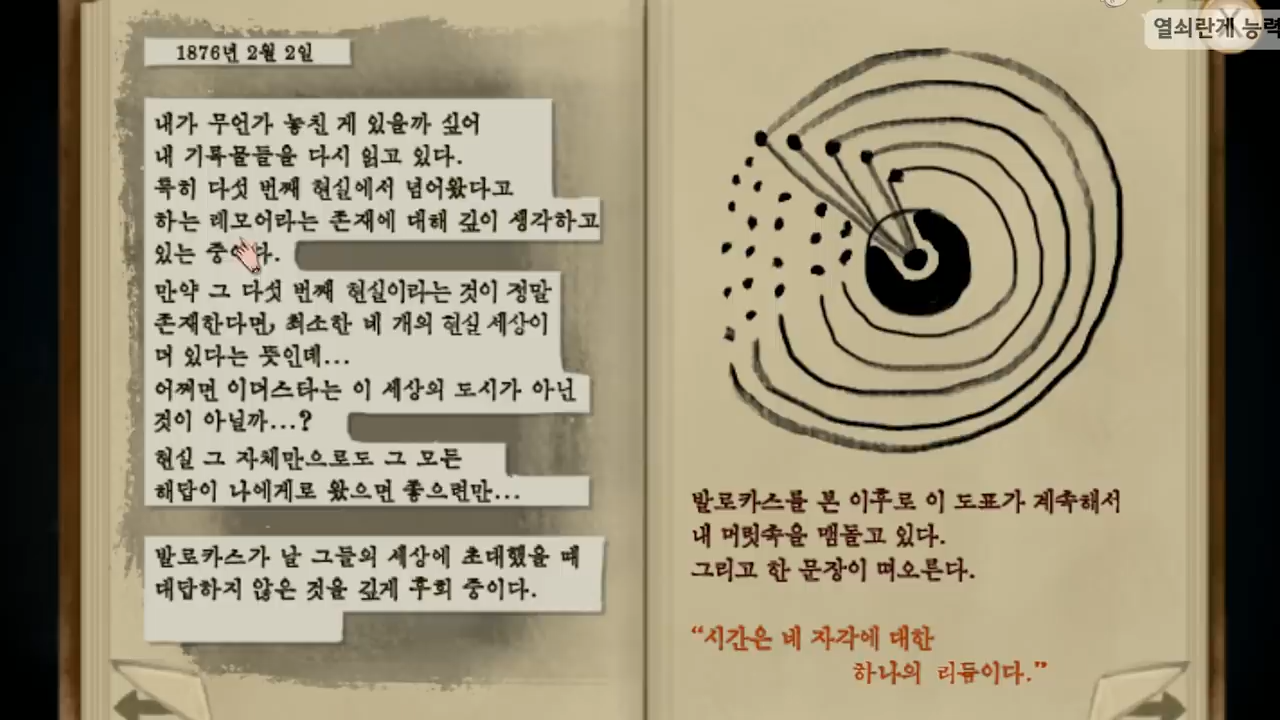 1876년 2월 2일
내가 무언가 놓친 게 있을까 싶어
내 기록물들을 다시 읽고 있다.
특히 다섯 번째 현실에서 넘어왔다고
하는 레모어라는 존재에 대해 깊이 생각하고
있는 중이다.
만약 그 다섯 번째 현실이라는 것이 정말
존재한다면, 최소한 네 개의 현실 세상이
더 있다는 뜻인데...
어쩌면 이더스타는 이 세상의 도시가 아닌
것이 아닐까...?
현실 그 자체만으로도 그 모든
해답이 나에게로 왔으면 좋으련만...
발로카스가 날 그들의 세상에 초대했을 때
대답하지 않은 것을 깊게 후회 중이다.
열쇠란게 능력
발로카스를 본 이후로 이 도표가 계속해서
내 머릿속을 맴돌고 있다.
그리고 한 문장이 떠오른다.
“시간은 네 자각에 대한
하나의 리듬이다.”